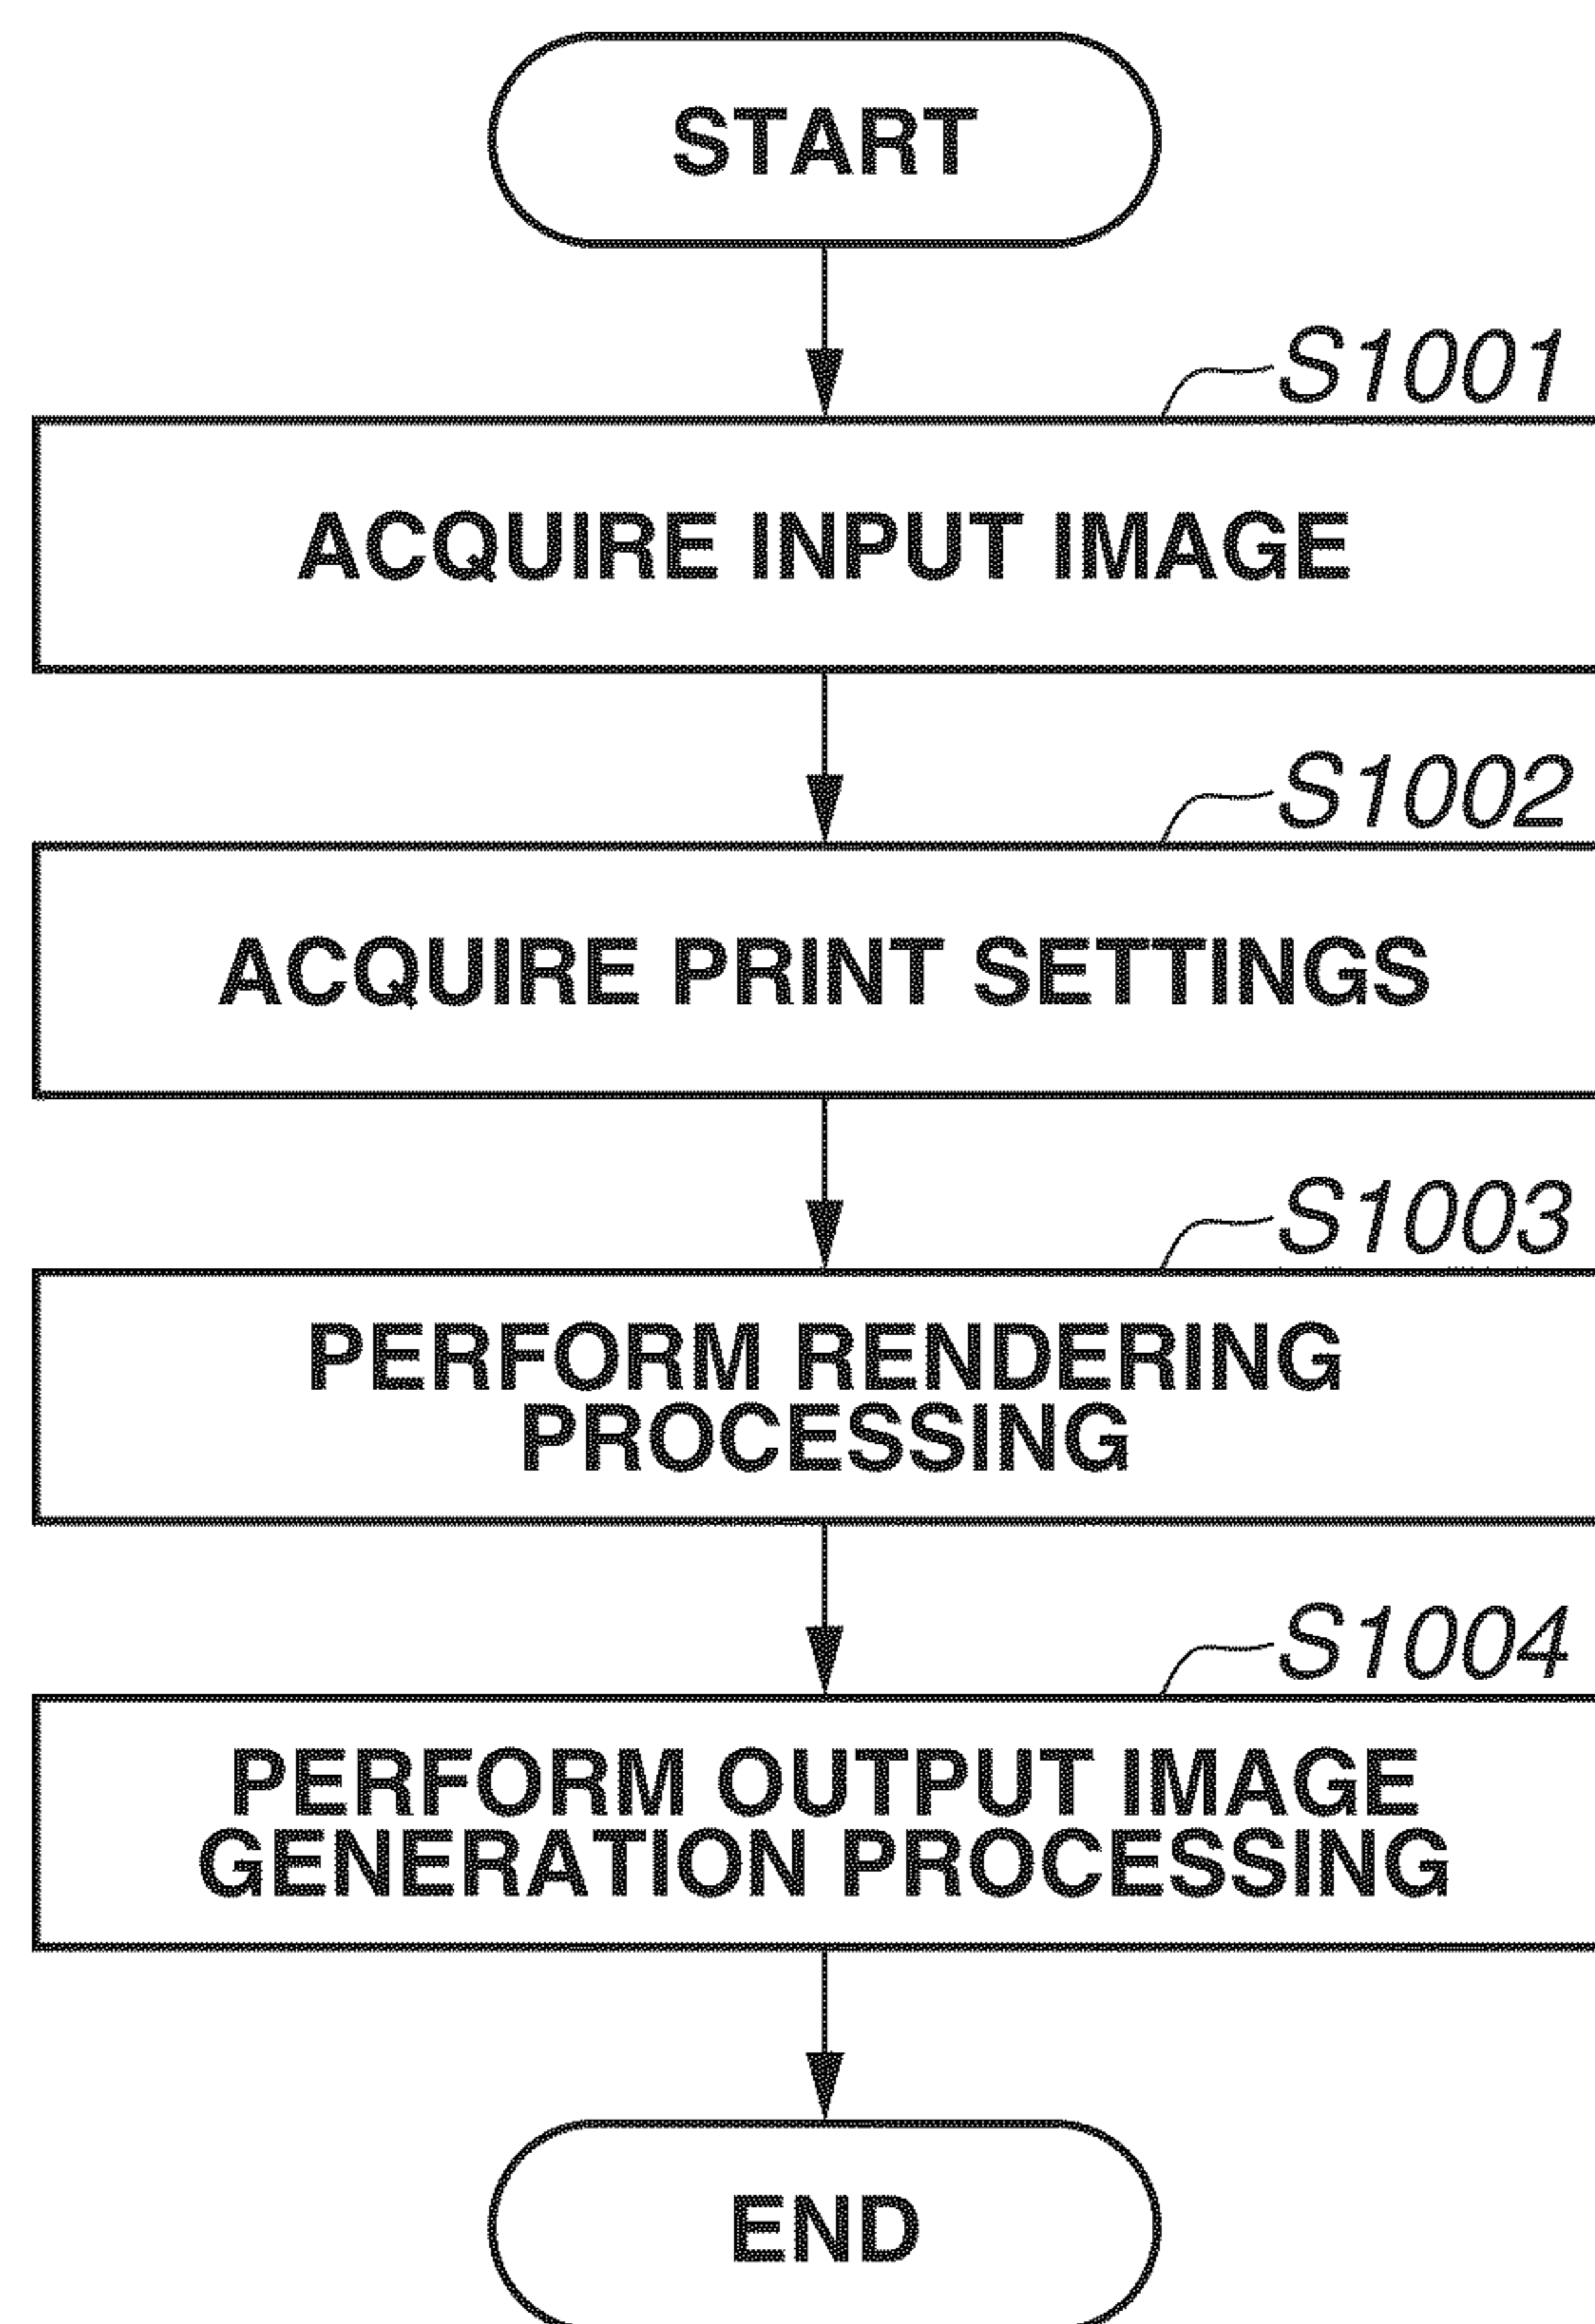 START
S1001
ACQUIRE INPUT IMAGE
S1002
ACQUIRE PRINT SETTINGS
S1003
PERFORM RENDERING
PROCESSING
S1004
PERFORM OUTPUT IMAGE
GENERATION PROCESSING
END